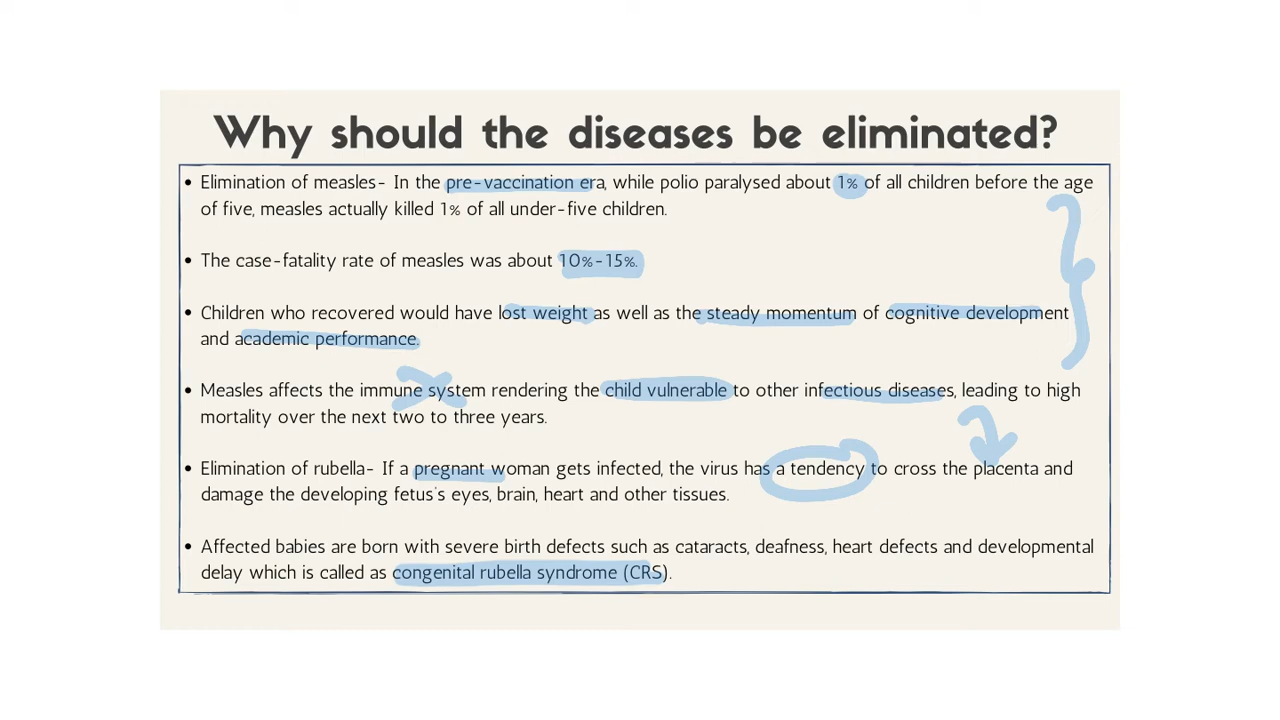 Why should the diseases be eliminated?
• Elimination of measles- In the pre-vaccination era, while polio paralysed about 1% of all children before the age
of five, measles actually killed 1% of all under-five children.
• The case-fatality rate of measles was about 10%-15%.
• Children who recovered would have lost weight as well as the steady momentum of cognitive development
and academic performance.
• Measles affects the immune system rendering the child vulnerable to other infectious diseases, leading to high
mortality over the next two to three years.
• Elimination of rubella- If a pregnant woman gets infected, the virus has a tendency to cross the placenta and
damage the developing fetus's eyes, brain, heart and other tissues.
• Affected babies are born with severe birth defects such as cataracts, deafness, heart defects and developmental
delay which is called as congenital rubella syndrome (CRS).